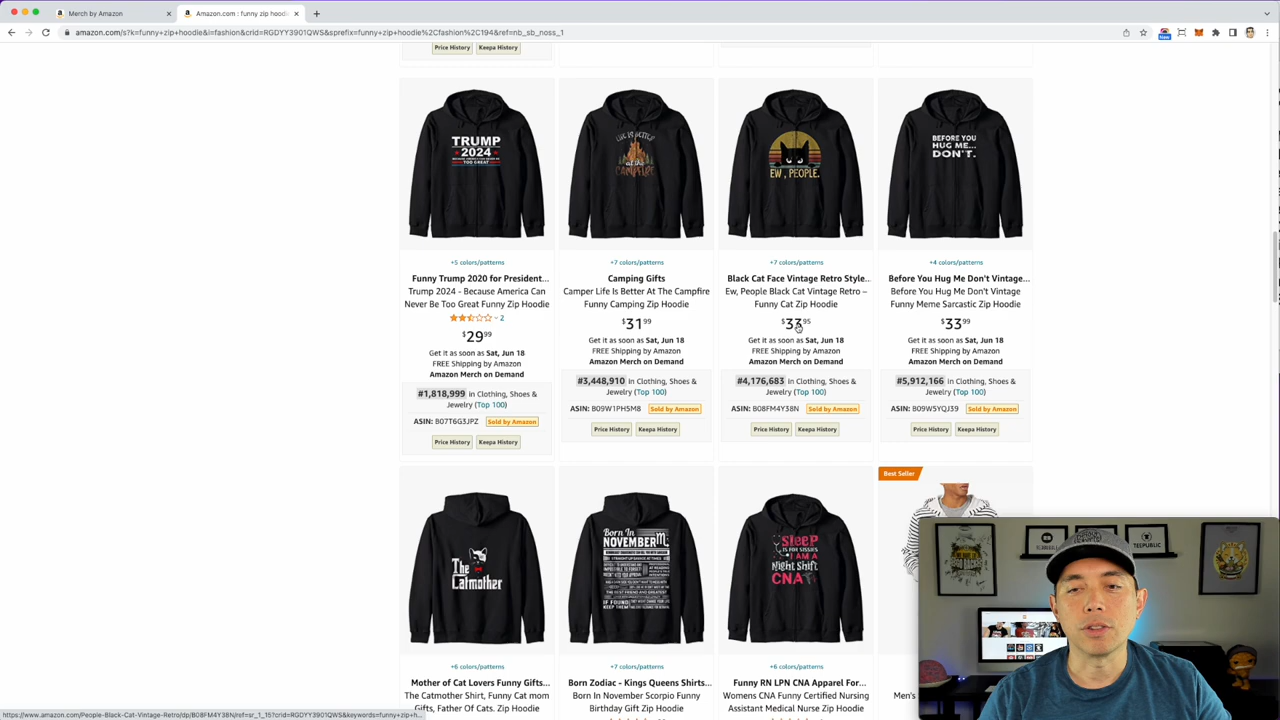 Merch by Amazon
Amazon.com : funny zip hoodie
amazon.com/s?k=funny+zip+hoodie&i=fashion&crid=RGDYY3901QWS&sprefix=funny+zip+hoodie%2Cfashion%2C194&ref=nb_sb_noss_1
New
Price History Keepa History
TRUMP
2024
BECAUSE AMERICA CAN NEVER BE
TOO GREAT
LIFE IS BETTER
at the
CAMPFIRE
EW, PEOPLE.
BEFORE YOU
HUG ME...
DON'T.
+5 colors/patterns
+7 colors/patterns
+7 colors/patterns
+4 colors/patterns
Funny Trump 2020 for President...
Trump 2024 - Because America Can
Never Be Too Great Funny Zip Hoodie
2
$29.99
Get it as soon as Sat, Jun 18
FREE Shipping by Amazon
Amazon Merch on Demand
#1,818,999 in Clothing, Shoes &
Jewelry (Top 100)
ASIN: B07T6G3JPZ Sold by Amazon
Price History Keepa History
Camping Gifts
Camper Life Is Better At The Campfire
Funny Camping Zip Hoodie
$31.99
Get it as soon as Sat, Jun 18
FREE Shipping by Amazon
Amazon Merch on Demand
#3,448,910 in Clothing, Shoes &
Jewelry (Top 100)
ASIN: B09W1PH5M8 Sold by Amazon
Price History Keepa History
Black Cat Face Vintage Retro Style...
Ew, People Black Cat Vintage Retro –
Funny Cat Zip Hoodie
$33.95
Get it as soon as Sat, Jun 18
FREE Shipping by Amazon
Amazon Merch on Demand
#4,176,683 in Clothing, Shoes &
Jewelry (Top 100)
ASIN: B08FM4Y38N Sold by Amazon
Price History Keepa History
Before You Hug Me Don't Vintage...
Before You Hug Me Don't Vintage
Funny Meme Sarcastic Zip Hoodie
$33.99
Get it as soon as Sat, Jun 18
FREE Shipping by Amazon
Amazon Merch on Demand
#5,912,166 in Clothing, Shoes &
Jewelry (Top 100)
ASIN: B09W5YQJ39 Sold by Amazon
Price History Keepa History
Best Seller
The
Catmother
Born In
NOVEMBER
IF FOUND
Sleep
IS FOR SISSIES
I AM A
Night Shift
CNA
TEEPUBLIC
+6 colors/patterns
+7 colors/patterns
+6 colors/patterns
Mother of Cat Lovers Funny Gifts...
The Catmother Shirt, Funny Cat mom
Gifts, Father Of Cats. Zip Hoodie
Born Zodiac - Kings Queens Shirts...
Born In November Scorpio Funny
Birthday Gift Zip Hoodie
Funny RN LPN CNA Apparel For...
Womens CNA Funny Certified Nursing
Assistant Medical Nurse Zip Hoodie
Men's
https://www.amazon.com/People-Black-Cat-Vintage-Retro/dp/B08FM4Y38N/ref=sr_1_15?crid=RGDYY3901QWS&keywords=funny+zip+h...